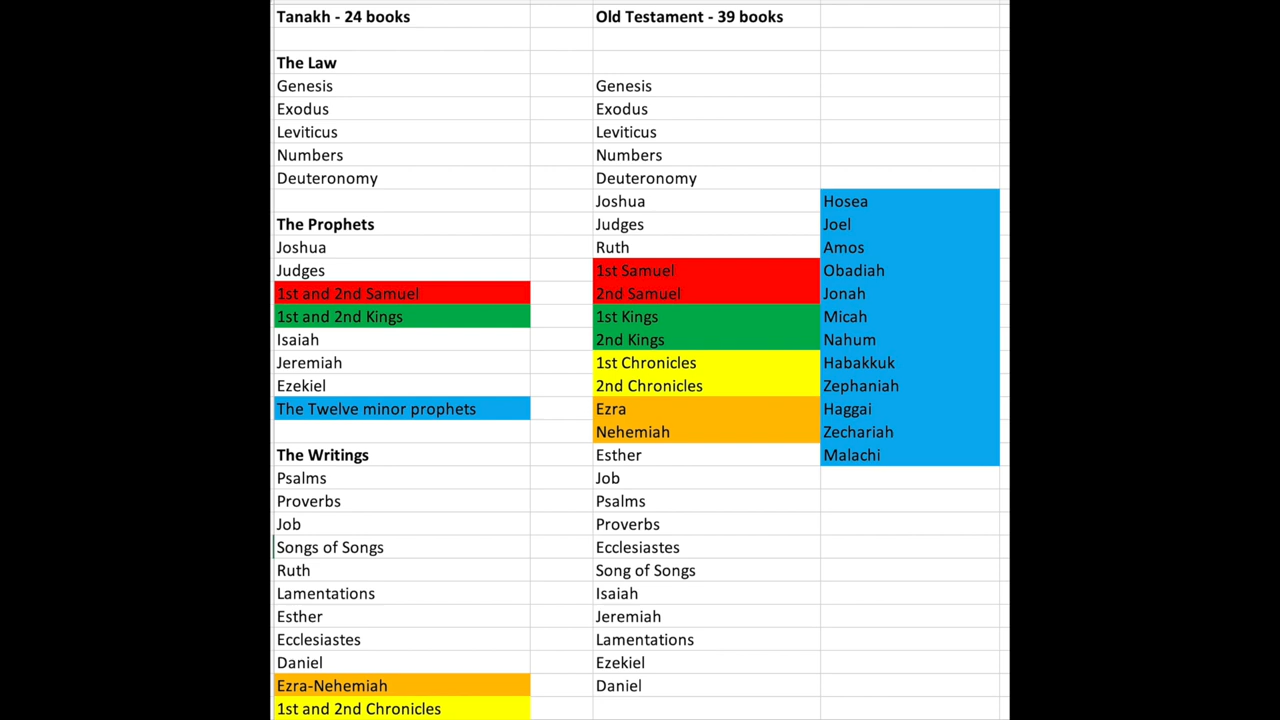 Tanakh - 24 books
The Law
Genesis
Exodus
Leviticus
Numbers
Deuteronomy
The Prophets
Joshua
Judges
1st and 2nd Samuel
1st and 2nd Kings
Isaiah
Jeremiah
Ezekiel
The Twelve minor prophets
The Writings
Psalms
Proverbs
Job
Songs of Songs
Ruth
Lamentations
Esther
Ecclesiastes
Daniel
Ezra-Nehemiah
1st and 2nd Chronicles
Old Testament - 39 books
Genesis
Exodus
Leviticus
Numbers
Deuteronomy
Joshua
Judges
Ruth
1st Samuel
2nd Samuel
1st Kings
2nd Kings
1st Chronicles
2nd Chronicles
Ezra
Nehemiah
Esther
Job
Psalms
Proverbs
Ecclesiastes
Song of Songs
Isaiah
Jeremiah
Lamentations
Ezekiel
Daniel
Hosea
Joel
Amos
Obadiah
Jonah
Micah
Nahum
Habakkuk
Zephaniah
Haggai
Zechariah
Malachi